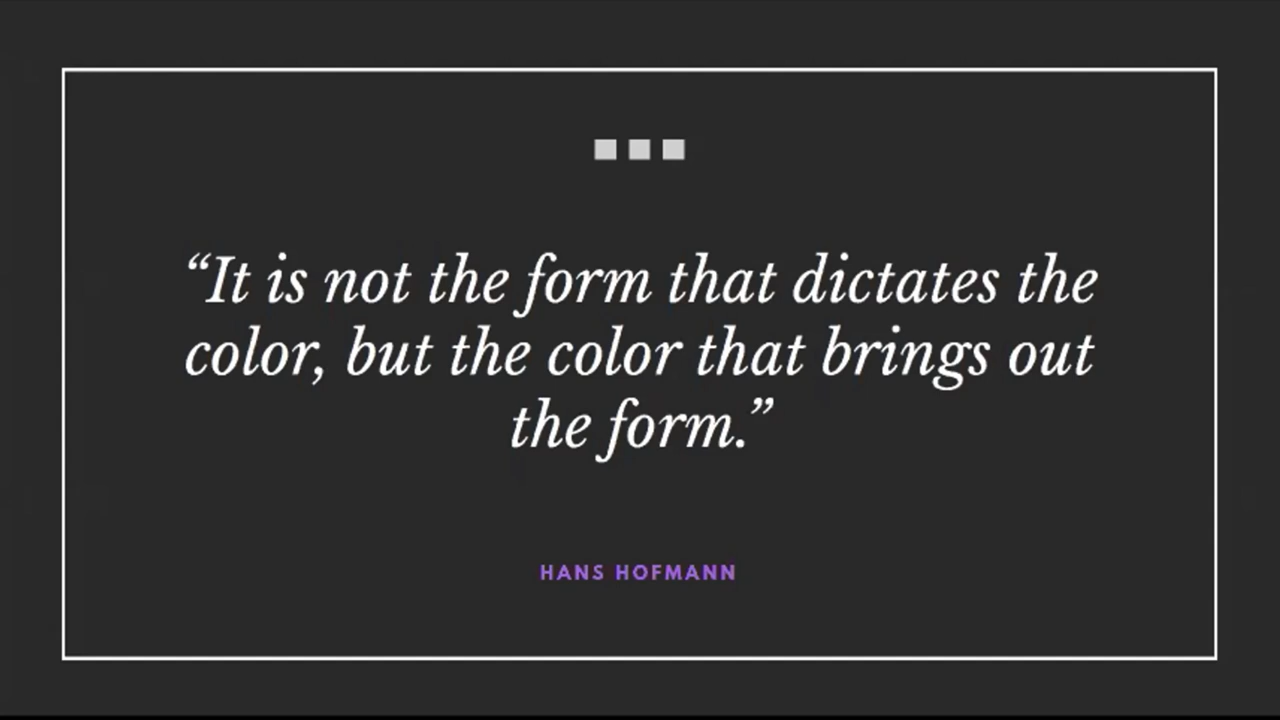 “It is not the form that dictates the
color, but the color that brings out
the form.”
HANS HOFMANN